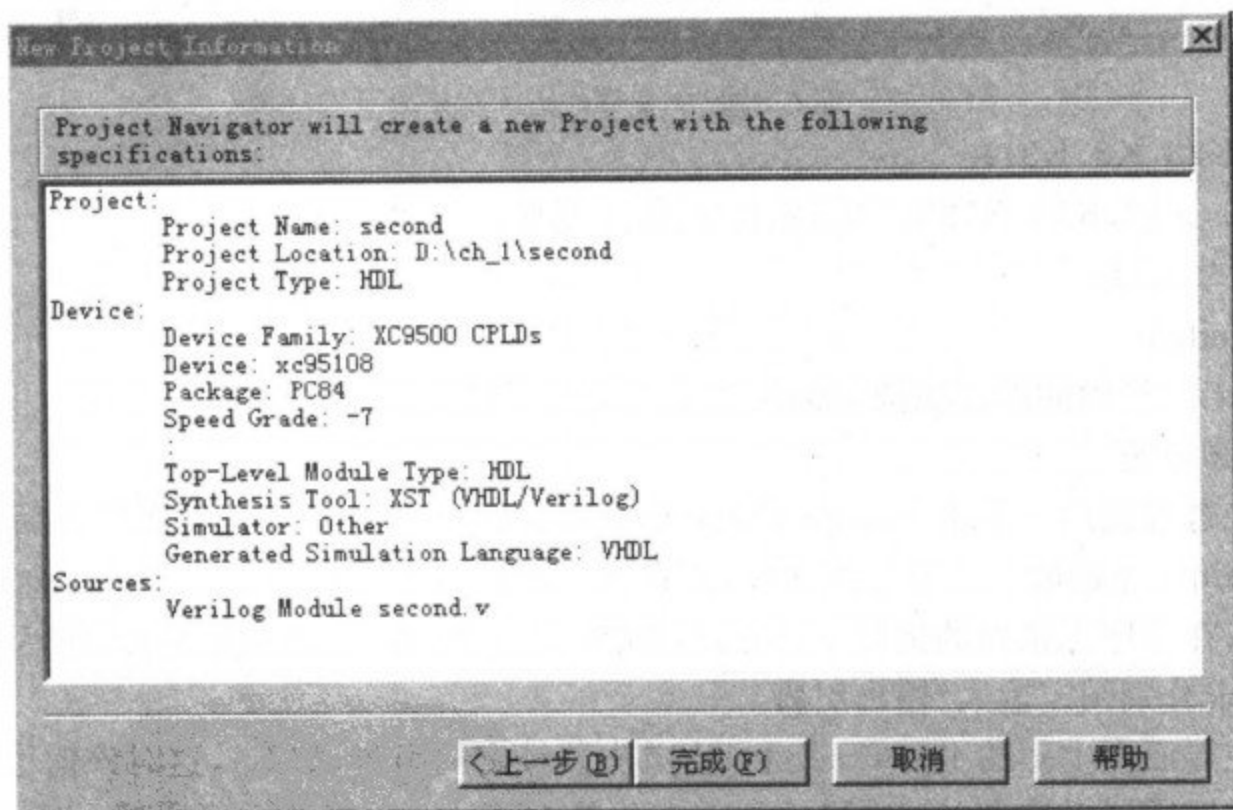 New Project Information
Project Navigator will create a new Project with the following
specifications:
Project:
Project Name: second
Project Location: D:\ch_1\second
Project Type: HDL
Device:
Device Family: XC9500 CPLDs
Device: xc95108
Package: PC84
Speed Grade: -7
:
Top-Level Module Type: HDL
Synthesis Tool: XST (VHDL/Verilog)
Simulator: Other
Generated Simulation Language: VHDL
Sources:
Verilog Module second.v
<上一步(B) 完成(F) 取消 帮助